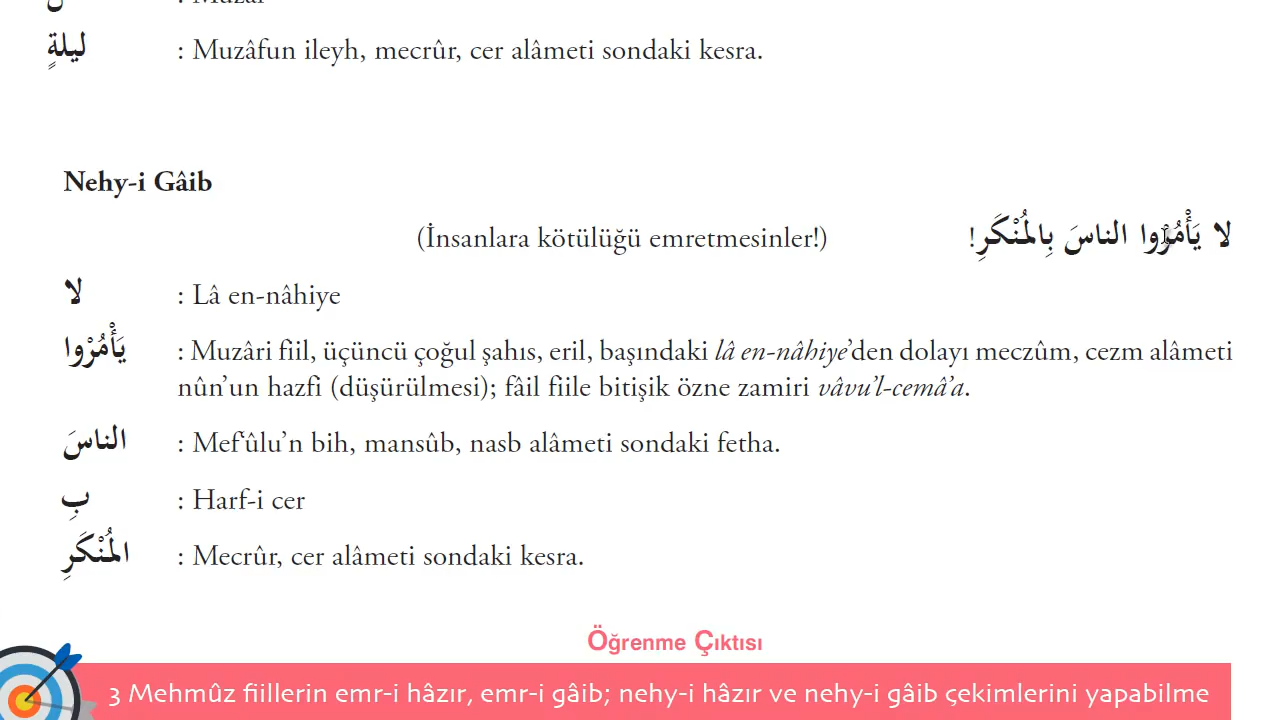 : Muzâf
ليلةٍ : Muzâfun ileyh, mecrûr, cer alâmeti sondaki kesra.
Nehy-i Gâib
(İnsanlara kötülüğü emretmesinler!) لا يَأْمُرُوا الناسَ بِالمُنْكَرِ!
لا : Lâ en-nâhiye
يَأْمُرُوا : Muzâri fiil, üçüncü çoğul şahıs, eril, başındaki lâ en-nâhiye’den dolayı meczûm, cezm alâmeti
nûn’un hazfi (düşürülmesi); fâil fiile bitişik özne zamiri vâvu’l-cemâ’a.
الناسَ : Mef‘ûlu’n bih, mansûb, nasb alâmeti sondaki fetha.
بِ : Harf-i cer
المُنْكَرِ : Mecrûr, cer alâmeti sondaki kesra.
Öğrenme Çıktısı
3 Mehmûz fiillerin emr-i hâzır, emr-i gâib; nehy-i hâzır ve nehy-i gâib çekimlerini yapabilme